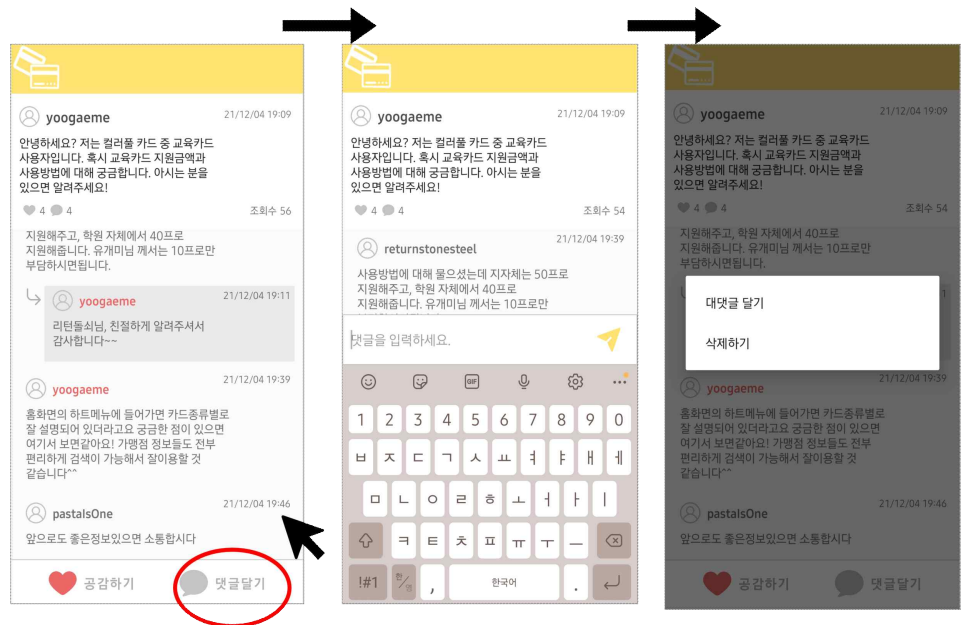 yoogaeme
21/12/04 19:09
안녕하세요? 저는 컬러풀 카드 중 교육카드
사용자입니다. 혹시 교육카드 지원금액과
사용방법에 대해 궁금합니다. 아시는 분을
있으면 알려주세요!
4 4
조회수 56
지원해주고, 학원 자체에서 40프로
지원해줍니다. 유개미님 께서는 10프로만
부담하시면됩니다.
yoogaeme
21/12/04 19:11
리턴돌쇠님, 친절하게 알려주셔서
감사합니다~~
yoogaeme
21/12/04 19:39
홈화면의 하트메뉴에 들어가면 카드종류별로
잘 설명되어 있더라고요 궁금한 점이 있으면
여기서 보면같아요! 가맹점 정보들도 전부
편리하게 검색이 가능해서 잘이용할 것
같습니다^^
pastalsOne
21/12/04 19:46
앞으로도 좋은정보있으면 소통합시다
공감하기
댓글달기
yoogaeme
21/12/04 19:09
안녕하세요? 저는 컬러풀 카드 중 교육카드
사용자입니다. 혹시 교육카드 지원금액과
사용방법에 대해 궁금합니다. 아시는 분을
있으면 알려주세요!
4 4
조회수 54
returnstonesteel
21/12/04 19:39
사용방법에 대해 물으셨는데 지자체는 50프로
지원해주고, 학원 자체에서 40프로
지원해줍니다. 유개미님 께서는 10프로만
댓글을 입력하세요.
GIF
1 2 3 4 5 6 7 8 9 0
ㅂ ㅈ ㄷ ㄱ ㅅ ㅛ ㅕ ㅑ ㅐ ㅔ
ㅁ ㄴ ㅇ ㄹ ㅎ ㅗ ㅓ ㅏ ㅣ
ㅋ ㅌ ㅊ ㅍ ㅠ ㅜ ㅡ
!#1 한/영 , 한국어 .
yoogaeme
21/12/04 19:09
안녕하세요? 저는 컬러풀 카드 중 교육카드
사용자입니다. 혹시 교육카드 지원금액과
사용방법에 대해 궁금합니다. 아시는 분을
있으면 알려주세요!
4 4
조회수 54
지원해주고, 학원 자체에서 40프로
지원해줍니다. 유개미님 께서는 10프로만
부담하시면됩니다.
1
대댓글 달기
삭제하기
yoogaeme
21/12/04 19:39
홈화면의 하트메뉴에 들어가면 카드종류별로
잘 설명되어 있더라고요 궁금한 점이 있으면
여기서 보면같아요! 가맹점 정보들도 전부
편리하게 검색이 가능해서 잘이용할 것
같습니다^^
pastalsOne
21/12/04 19:46
앞으로도 좋은정보있으면 소통합시다
공감하기
댓글달기